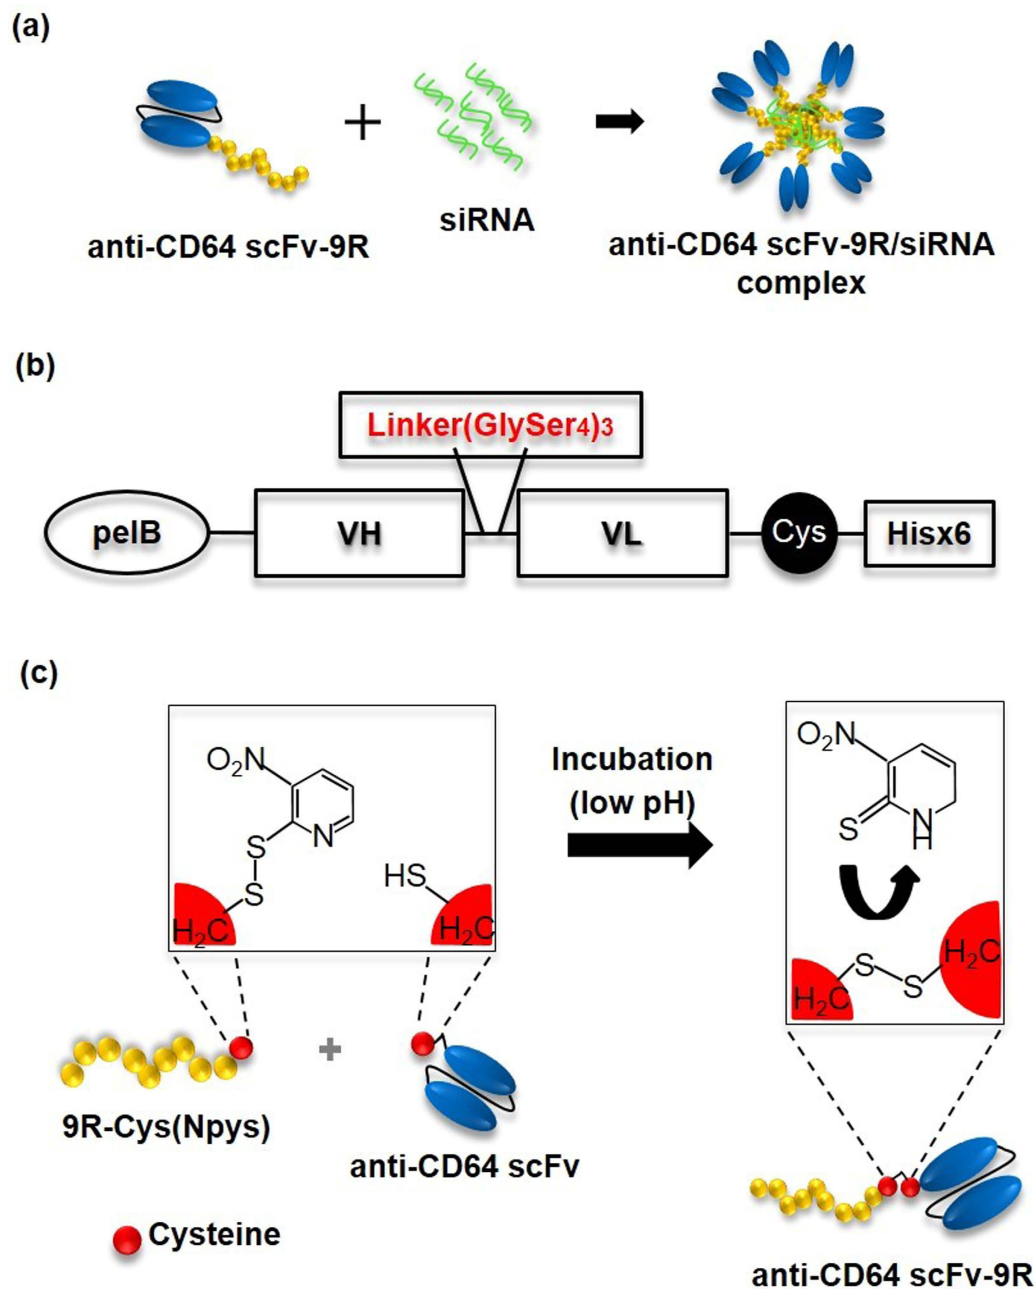 (a)
siRNA
anti-CD64 scFv-9R
anti-CD64 scFv-9R/siRNA
complex
(b)
Linker(GlySer4)3
pelB
VH
VL
Cys
Hisx6
(c)
O2N
N
S
S
H2C
HS
H2C
Incubation
(low pH)
O2N
S
N
H
S
S
H2C
H2C
9R-Cys(Npys)
anti-CD64 scFv
Cysteine
anti-CD64 scFv-9R